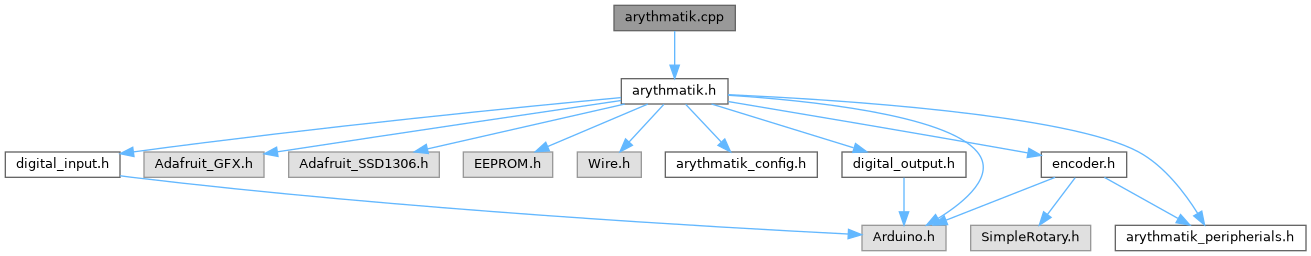 arythmatik.cpp
arythmatik.h
digital_input.h
Adafruit_GFX.h
Adafruit_SSD1306.h
EEPROM.h
Wire.h
arythmatik_config.h
digital_output.h
encoder.h
Arduino.h
SimpleRotary.h
arythmatik_peripherials.h